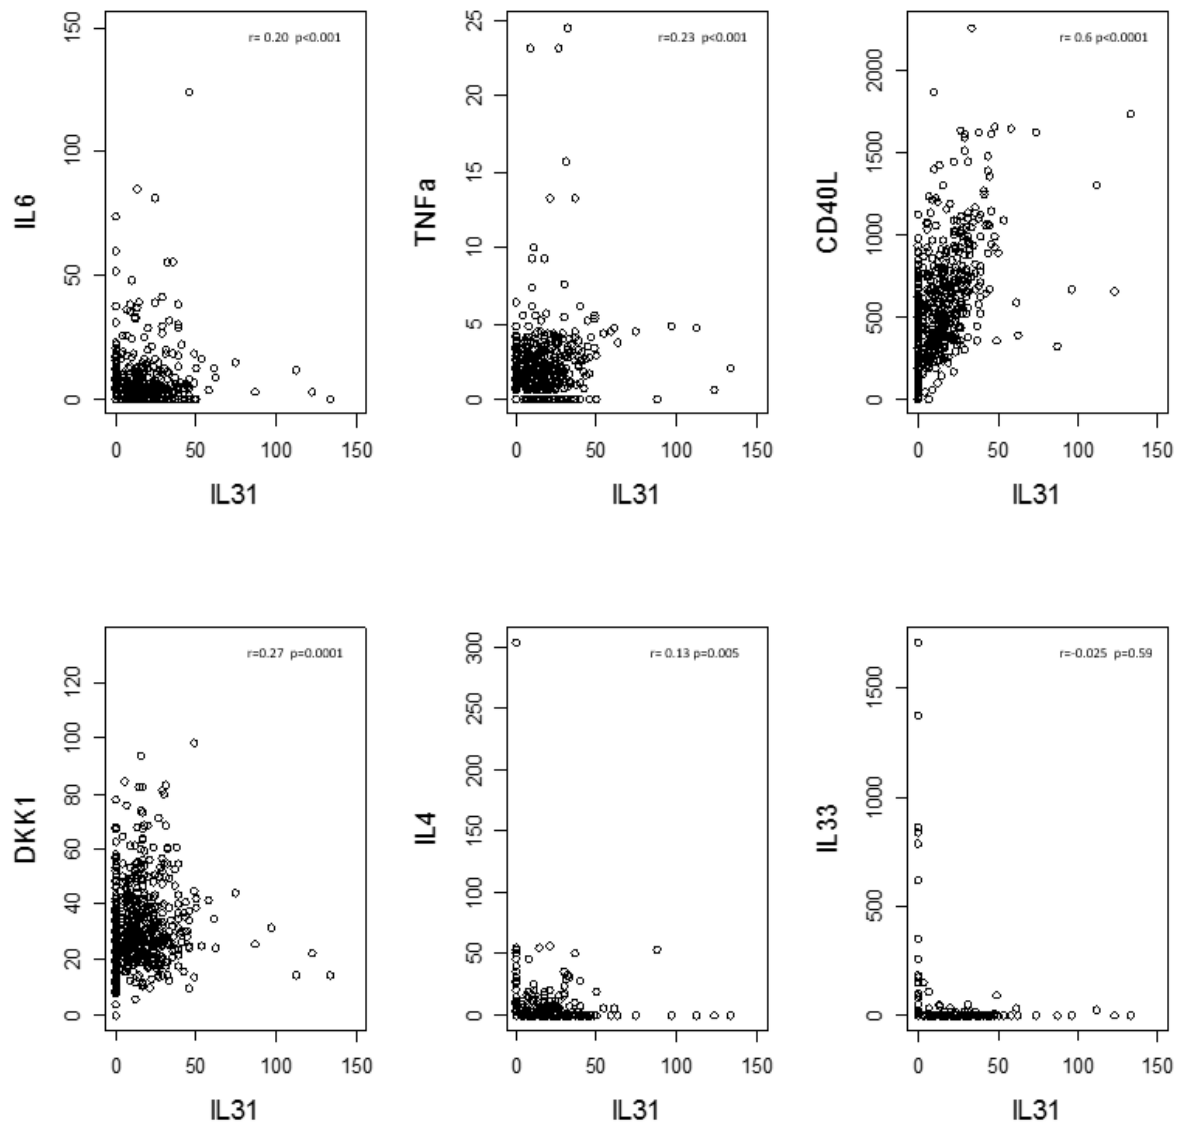 r= 0.20 p<0.001
IL6
0 50 100 150
0 50 100 150
IL31
r=0.23 p<0.001
TNFa
0 5 10 15 20 25
0 50 100 150
IL31
r= 0.6 p<0.0001
CD40L
0 500 1000 1500 2000
0 50 100 150
IL31
r=0.27 p=0.0001
DKK1
0 20 40 60 80 100 120
0 50 100 150
IL31
r= 0.13 p=0.005
IL4
0 50 100 150 200 250 300
0 50 100 150
IL31
r=-0.025 p=0.59
IL33
0 500 1000 1500
0 50 100 150
IL31